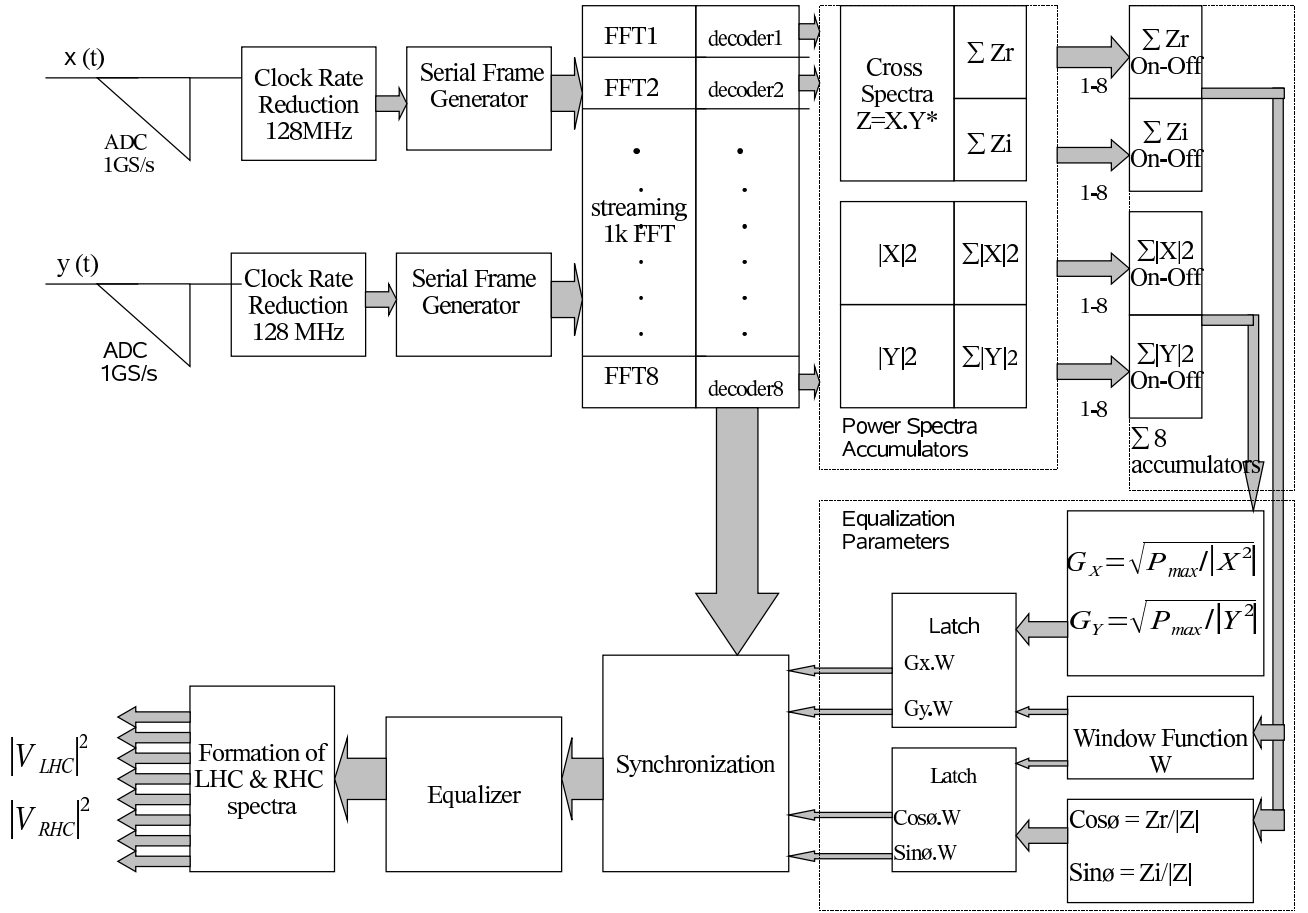 x (t)
ADC
1GS/s
Clock Rate
Reduction
128MHz
Serial Frame
Generator
y (t)
ADC
1GS/s
Clock Rate
Reduction
128 MHz
Serial Frame
Generator
FFT1
decoder1
FFT2
decoder2
streaming
1k FFT
FFT8
decoder8
Cross
Spectra
Z=X.Y*
∑ Zr
∑ Zi
|X|2
∑|X|2
|Y|2
∑|Y|2
Power Spectra
Accumulators
1-8
1-8
1-8
1-8
∑ Zr
On-Off
∑ Zi
On-Off
∑|X|2
On-Off
∑|Y|2
On-Off
∑ 8
accumulators
Equalization
Parameters
G_X = √P_max/|X^2|
G_Y = √P_max/|Y^2|
Latch
Gx.W
Gy.W
Window Function
W
Latch
Cosø.W
Sinø.W
Cosø = Zr/|Z|
Sinø = Zi/|Z|
Synchronization
Equalizer
Formation of
LHC & RHC
spectra
|V_LHC|^2
|V_RHC|^2